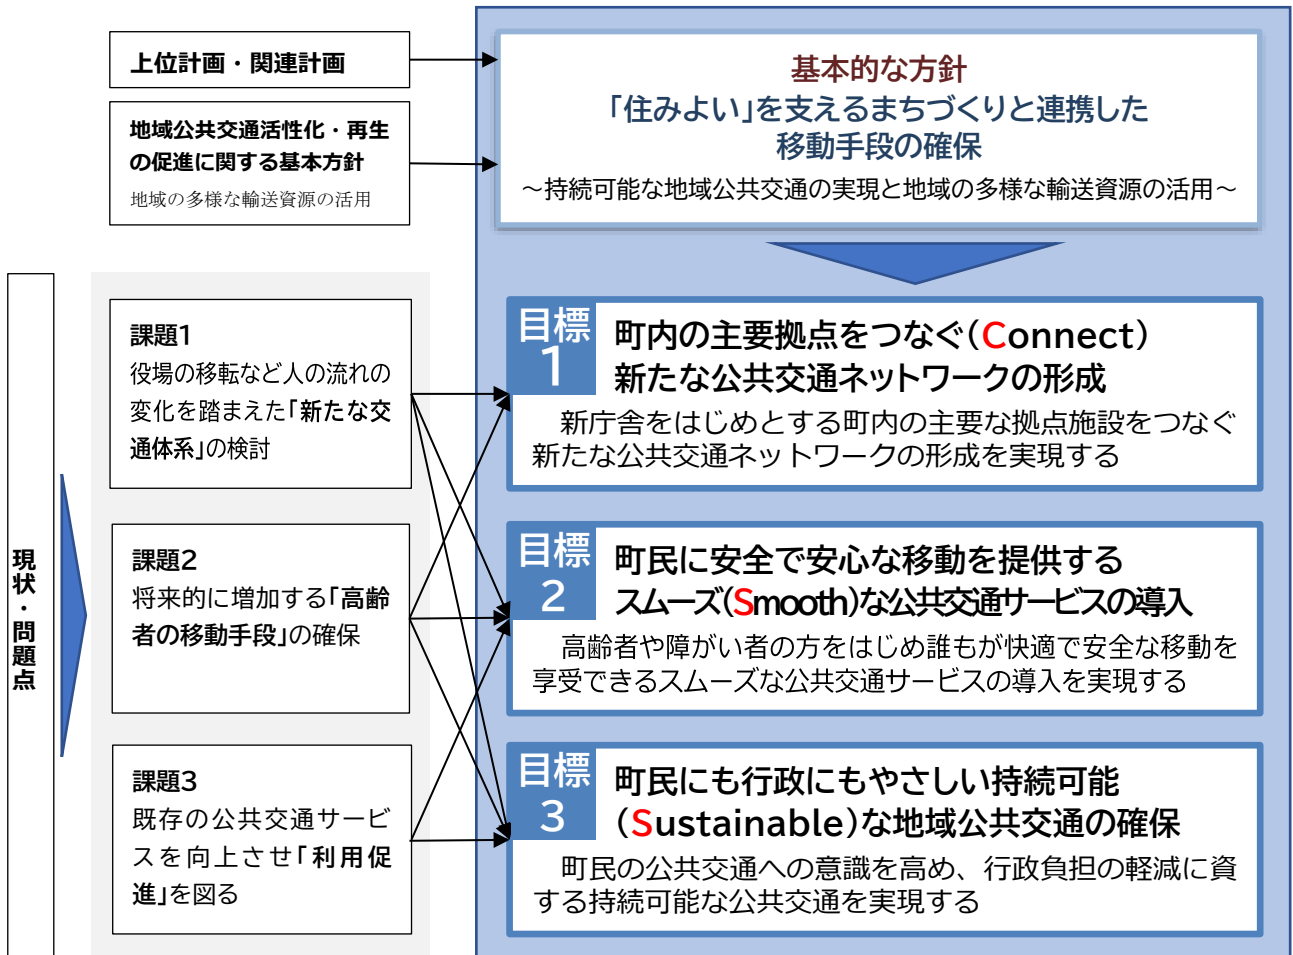 上位計画・関連計画
地域公共交通活性化・再生
の促進に関する基本方針
地域の多様な輸送資源の活用
基本的な方針
「住みよい」を支えるまちづくりと連携した
移動手段の確保
～持続可能な地域公共交通の実現と地域の多様な輸送資源の活用～
現状・問題点
課題1
役場の移転など人の流れの
変化を踏まえた「新たな交
通体系」の検討
課題2
将来的に増加する「高齢
者の移動手段」の確保
課題3
既存の公共交通サービ
スを向上させ「利用促
進」を図る
目標
1
町内の主要拠点をつなぐ(Connect)
新たな公共交通ネットワークの形成
新庁舎をはじめとする町内の主要な拠点施設をつなぐ
新たな公共交通ネットワークの形成を実現する
目標
2
町民に安全で安心な移動を提供する
スムーズ(Smooth)な公共交通サービスの導入
高齢者や障がい者の方をはじめ誰もが快適で安全な移動を
享受できるスムーズな公共交通サービスの導入を実現する
目標
3
町民にも行政にもやさしい持続可能
(Sustainable)な地域公共交通の確保
町民の公共交通への意識を高め、行政負担の軽減に資
する持続可能な公共交通を実現する